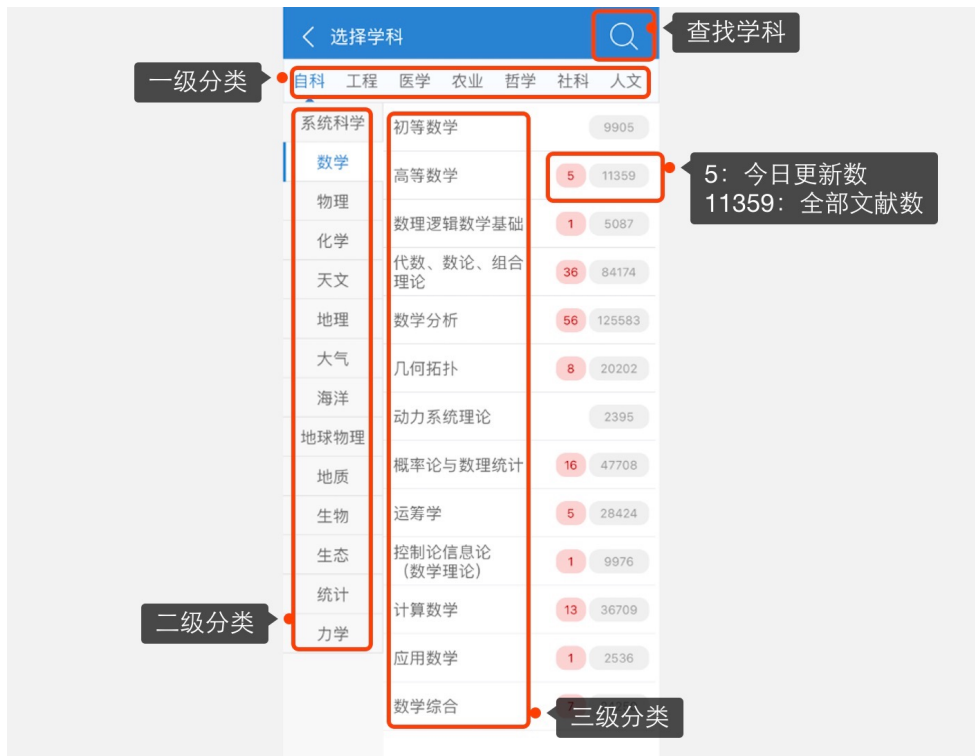 选择学科
查找学科
一级分类
自科 工程 医学 农业 哲学 社科 人文
系统科学
数学
物理
化学
天文
地理
大气
海洋
地球物理
地质
生物
生态
统计
力学
二级分类
初等数学 9905
高等数学 5 11359
5：今日更新数
11359：全部文献数
数理逻辑数学基础 1 5087
代数、数论、组合
理论 36 84174
数学分析 56 125583
几何拓扑 8 20202
动力系统理论 2395
概率论与数理统计 16 47708
运筹学 5 28424
控制论信息论
（数学理论） 1 9976
计算数学 13 36709
应用数学 1 2536
数学综合
三级分类